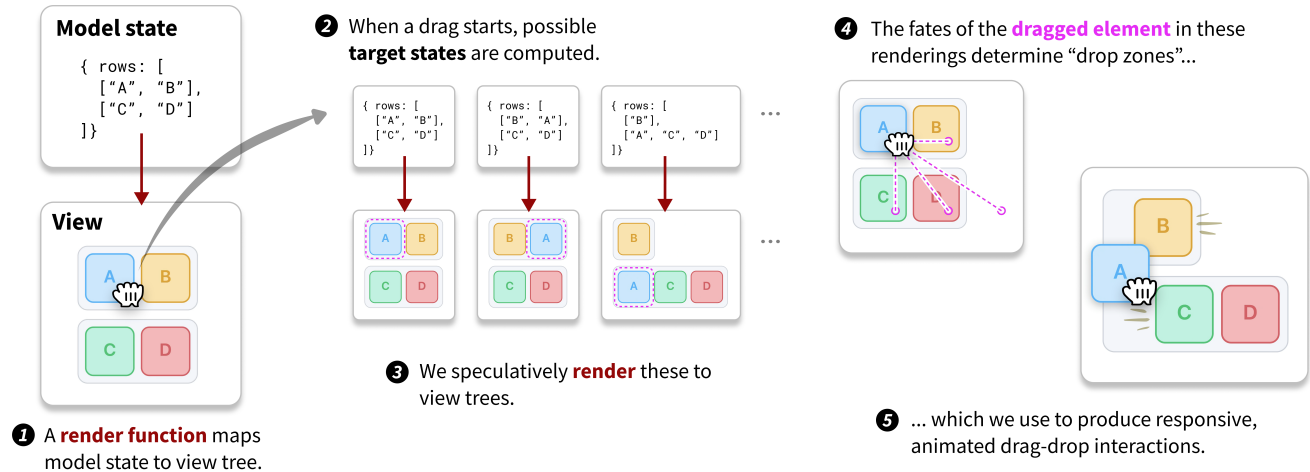 Model state
{ rows: [
[“A”, “B”],
[“C”, “D”]
]}
View
A B
C D
1 A render function maps
model state to view tree.
2 When a drag starts, possible
target states are computed.
{ rows: [
[“A”, “B”],
[“C”, “D”]
]}
{ rows: [
[“B”, “A”],
[“C”, “D”]
]}
{ rows: [
[“B”],
[“A”, “C”, “D”]
]}
...
A B
C D
B A
C D
B
A C D
...
3 We speculatively render these to
view trees.
4 The fates of the dragged element in these
renderings determine “drop zones”...
A B
C D
B
A
C D
5 ... which we use to produce responsive,
animated drag-drop interactions.